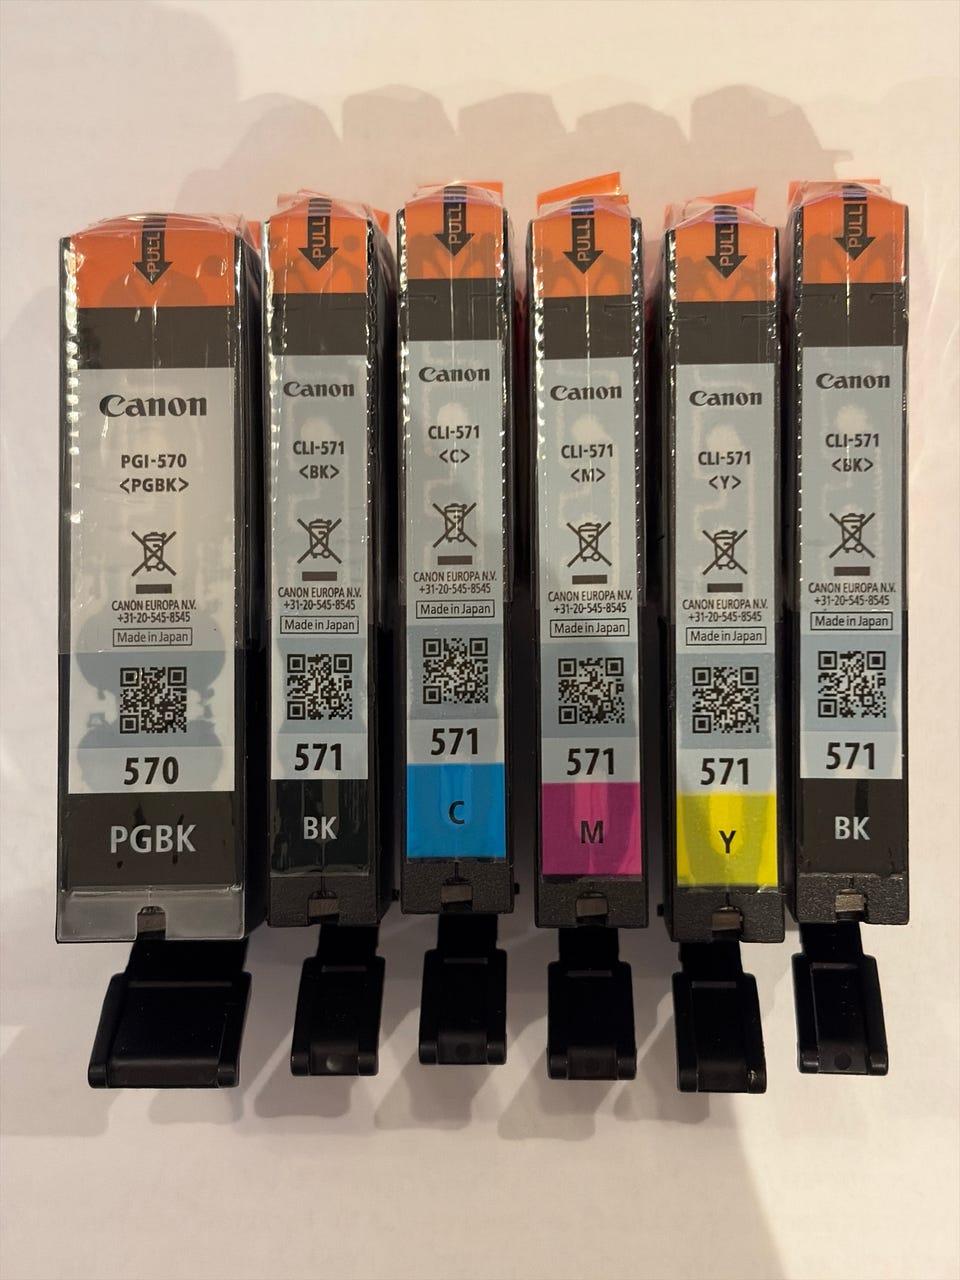 PULL
Canon
PGI-570
<PGBK>
CANON EUROPA N.V.
+31-20-545-8545
Made in Japan
570
PGBK
PULL
Canon
CLI-571
<BK>
CANON EUROPA N.V.
+31-20-545-8545
Made in Japan
571
BK
PULL
Canon
CLI-571
<C>
CANON EUROPA N.V.
+31-20-545-8545
Made in Japan
571
C
PULL
Canon
CLI-571
<M>
CANON EUROPA N.V.
+31-20-545-8545
Made in Japan
571
M
PULL
Canon
CLI-571
<Y>
CANON EUROPA N.V.
+31-20-545-8545
Made in Japan
571
Y
PULL
Canon
CLI-571
<BK>
CANON EUROPA N.V.
+31-20-545-8545
Made in Japan
571
BK